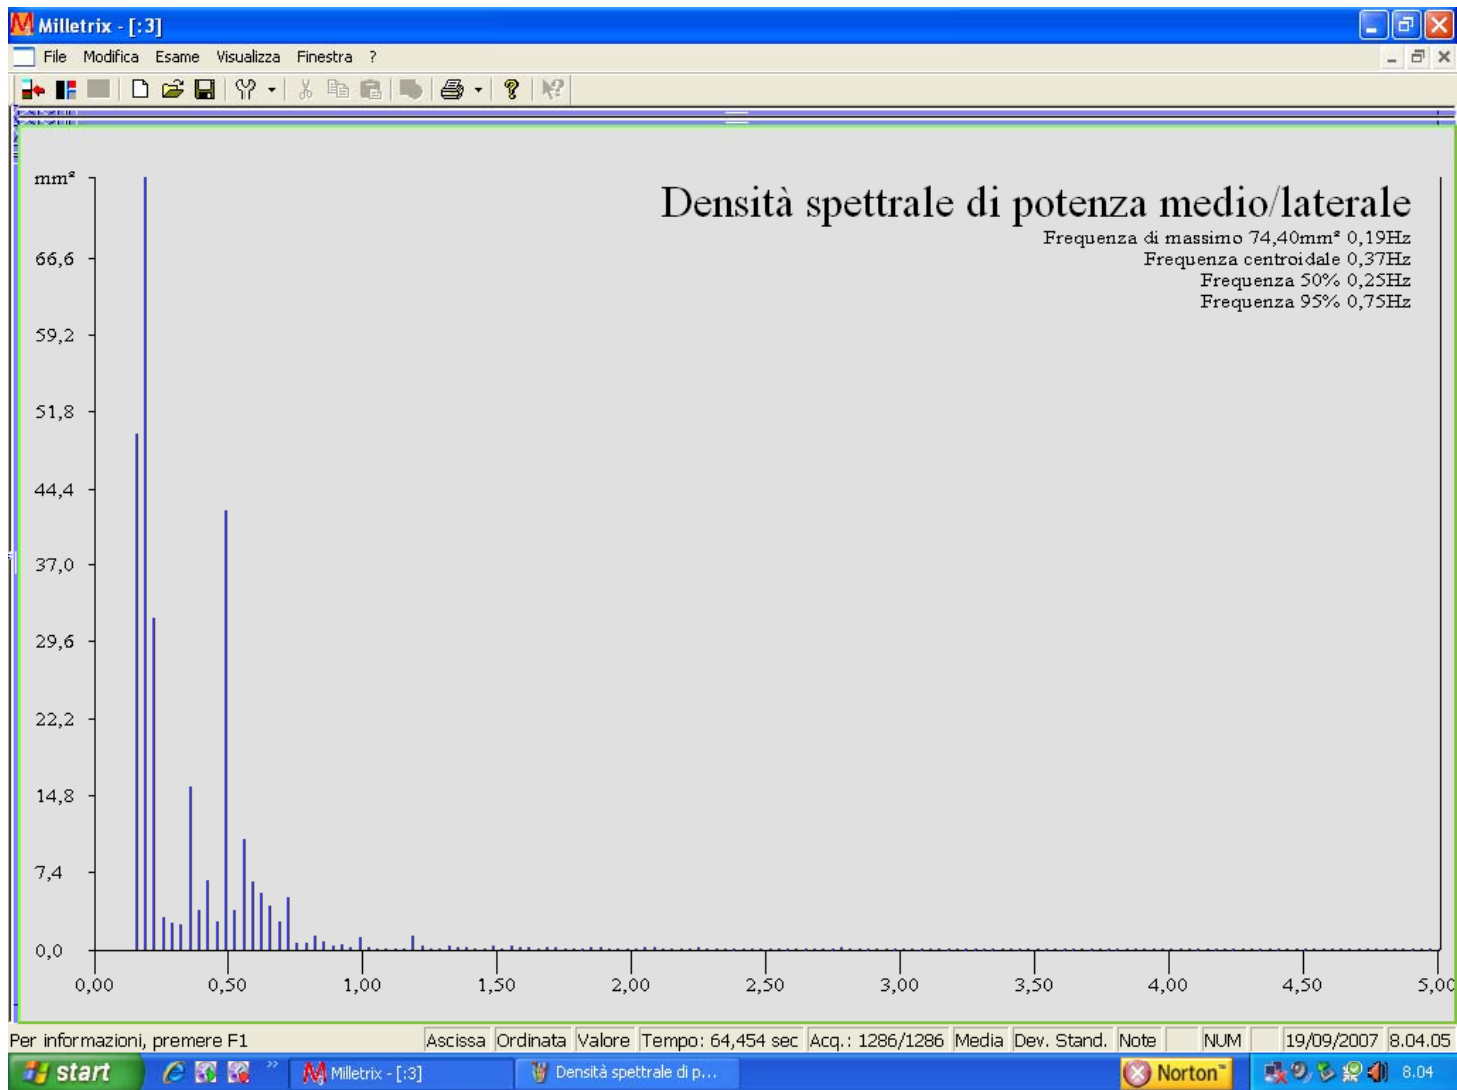 Milletrix - [:3]
File Modifica Esame Visualizza Finestra ?
mm²
Densità spettrale di potenza medio/laterale
Frequenza di massimo 74,40mm² 0,19Hz
Frequenza centroidale 0,37Hz
Frequenza 50% 0,25Hz
Frequenza 95% 0,75Hz
66,6
59,2
51,8
44,4
37,0
29,6
22,2
14,8
7,4
0,0
0,00 0,50 1,00 1,50 2,00 2,50 3,00 3,50 4,00 4,50 5,00
Per informazioni, premere F1 Ascissa Ordinata Valore Tempo: 64,454 sec Acq.: 1286/1286 Media Dev. Stand. Note NUM 19/09/2007 8.04.05
start Milletrix - [:3] Densità spettrale di p... Norton™ 8.04